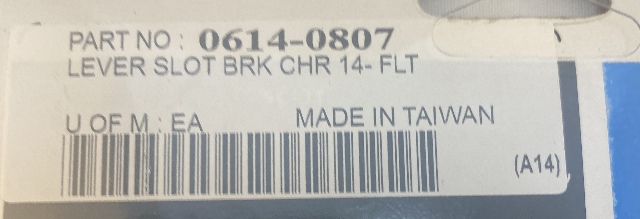 PART NO : 0614-0807
LEVER SLOT BRK CHR 14- FLT
U OF M : EA MADE IN TAIWAN
(A14)